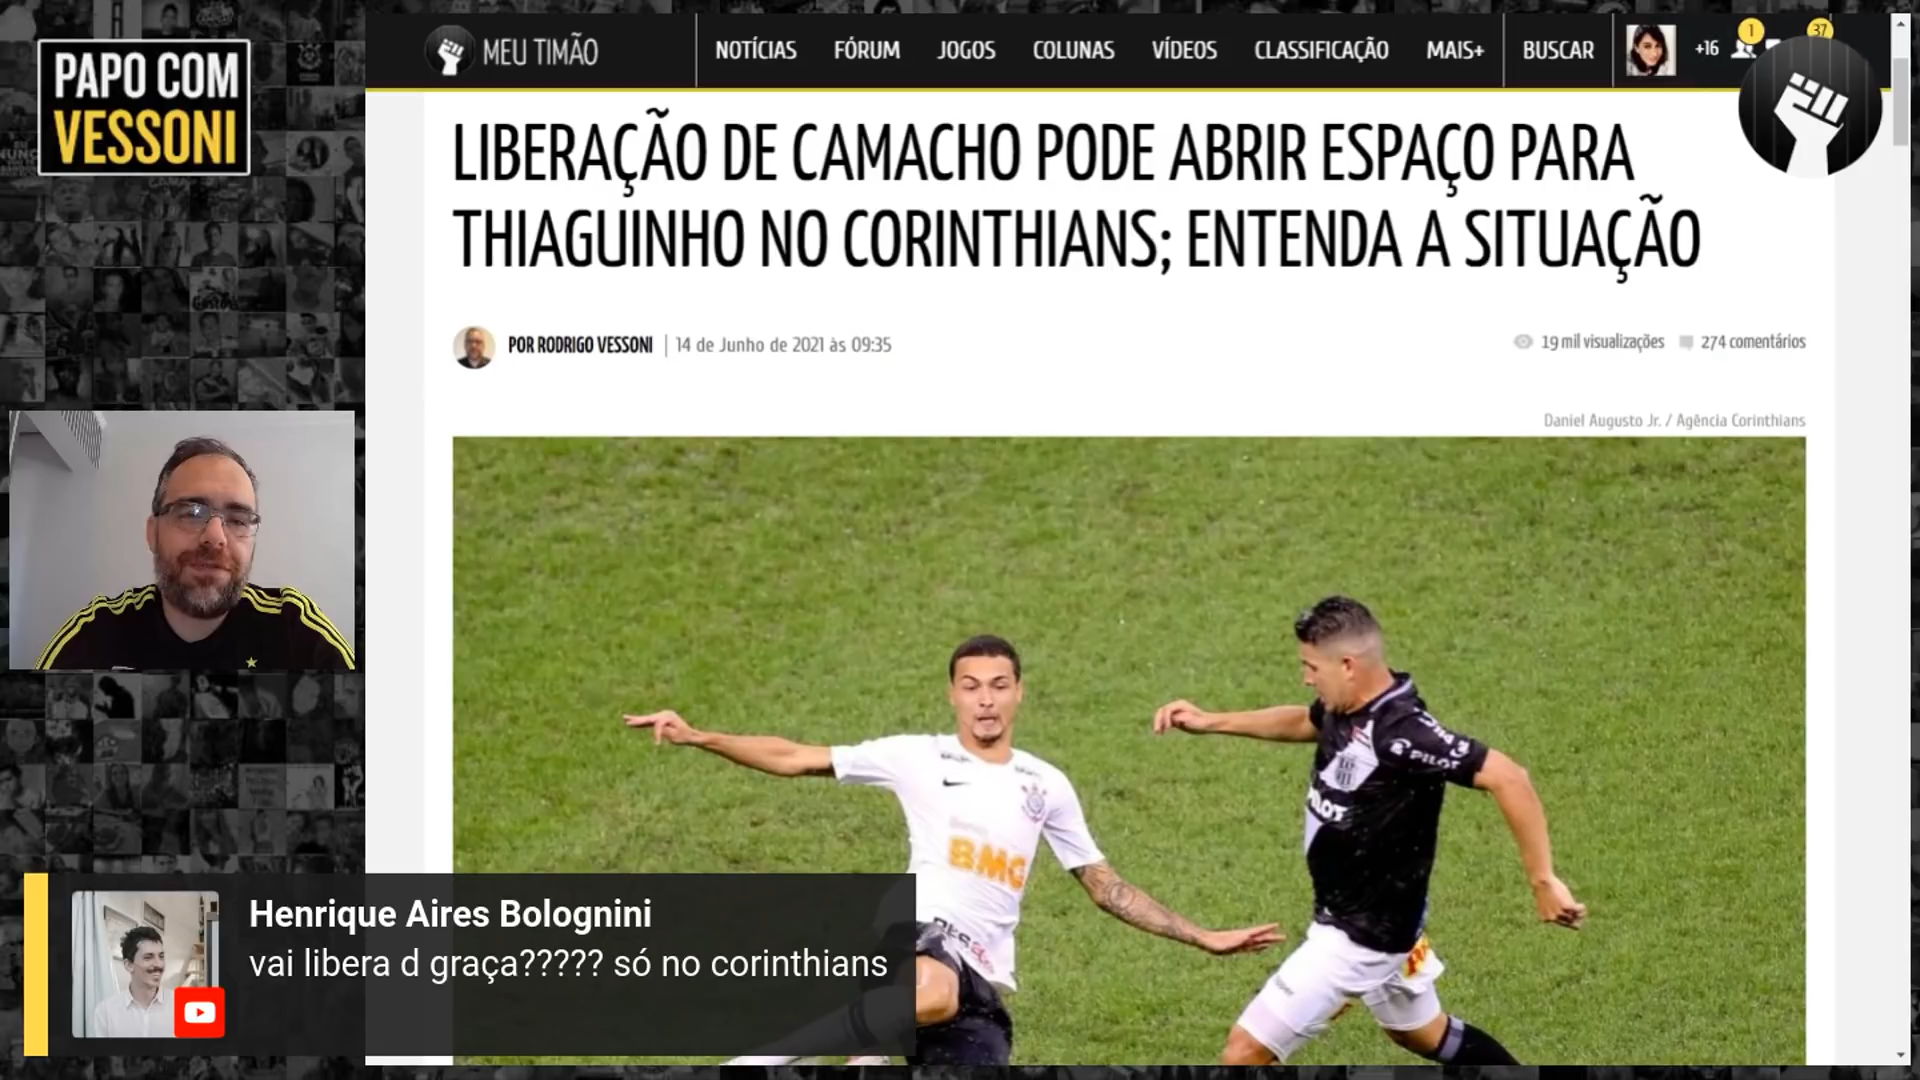 PAPO COM
VESSONI
MEU TIMÃO
NOTÍCIAS
FÓRUM
JOGOS
COLUNAS
VÍDEOS
CLASSIFICAÇÃO
MAIS+
BUSCAR
+16
1
37
LIBERAÇÃO DE CAMACHO PODE ABRIR ESPAÇO PARA
THIAGUINHO NO CORINTHIANS; ENTENDA A SITUAÇÃO
POR RODRIGO VESSONI
14 de Junho de 2021 às 09:35
19 mil visualizações
274 comentários
Daniel Augusto Jr. / Agência Corinthians
BMG
PILOT
Henrique Aires Bolognini
vai libera d graça????? só no corinthians